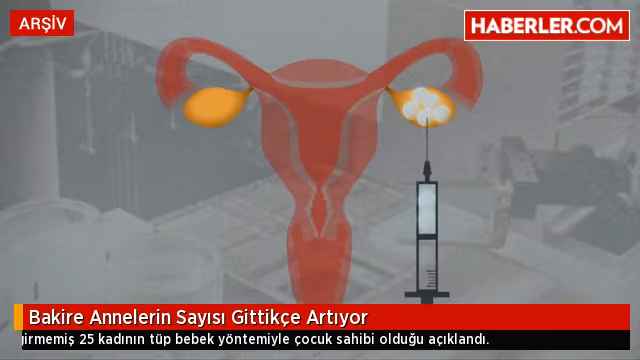 ARŞİV
HABERLER.COM
Bakire Annelerin Sayısı Gittikçe Artıyor
irmemiş 25 kadının tüp bebek yöntemiyle çocuk sahibi olduğu açıklandı.